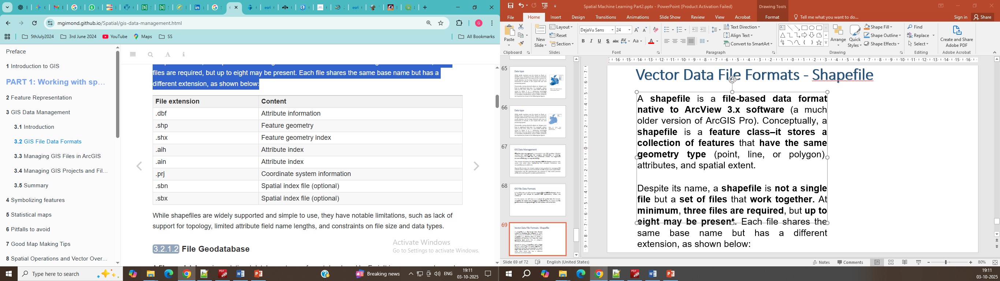 mgimond.github.io/Spatial/gis-data-management.html
5thJuly2024
3rd June 2024
YouTube
Maps
SS
All Bookmarks
Preface
1 Introduction to GIS
PART 1: Working with sp...
2 Feature Representation
3 GIS Data Management
3.1 Introduction
3.2 GIS File Data Formats
3.3 Managing GIS Files in ArcGIS
3.4 Managing GIS Projects and Fil...
3.5 Summary
4 Symbolizing features
5 Statistical maps
6 Pitfalls to avoid
7 Good Map Making Tips
8 Spatial Operations and Vector Over...
files are required, but up to eight may be present. Each file shares the same base name but has a
different extension, as shown below:
File extension Content
.dbf Attribute information
.shp Feature geometry
.shx Feature geometry index
.aih Attribute index
.ain Attribute index
.prj Coordinate system information
.sbn Spatial index file (optional)
.sbx Spatial index file (optional)
While shapefiles are widely supported and simple to use, they have notable limitations, such as lack of
support for topology, limited attribute field name lengths, and constraints on file size and data types.
3.2.1.2 File Geodatabase
Activate Windows
Go to Settings to activate Windows.
Type here to search
Breaking news
ENG
19:11
03-10-2025
Spatial Machine Learning Part2.pptx - PowerPoint (Product Activation Failed)
Drawing Tools
File Home Insert Design Transitions Animations Slide Show Review View Acrobat Format Tell me what you want to do... Sign in Share
Paste
Clipboard
New
Slide
Layout
Reset
Section
Slides
DejaVu Sans 24
Font
Text Direction
Align Text
Convert to SmartArt
Paragraph
Arrange
Quick
Styles
Shape Fill
Shape Outline
Shape Effects
Drawing
Find
Replace
Select
Editing
Create and Share
Adobe PDF
Adobe Acrobat
65
Data type
66
Data type
67
GIS Data Management
68
GIS File Data Formats
69
Vector Data File Formats - Shapefile
Vector Data File Formats - Shapefile
A shapefile is a file-based data format
native to ArcView 3.x software (a much
older version of ArcGIS Pro). Conceptually, a
shapefile is a feature class–it stores a
collection of features that have the same
geometry type (point, line, or polygon),
attributes, and spatial extent.
Despite its name, a shapefile is not a single
file but a set of files that work together. At
minimum, three files are required, but up to
eight may be present. Each file shares the
same base name but has a different
extension, as shown below:
Slide 69 of 72
English (United States)
Notes
Comments
80%
19:11
03-10-2025